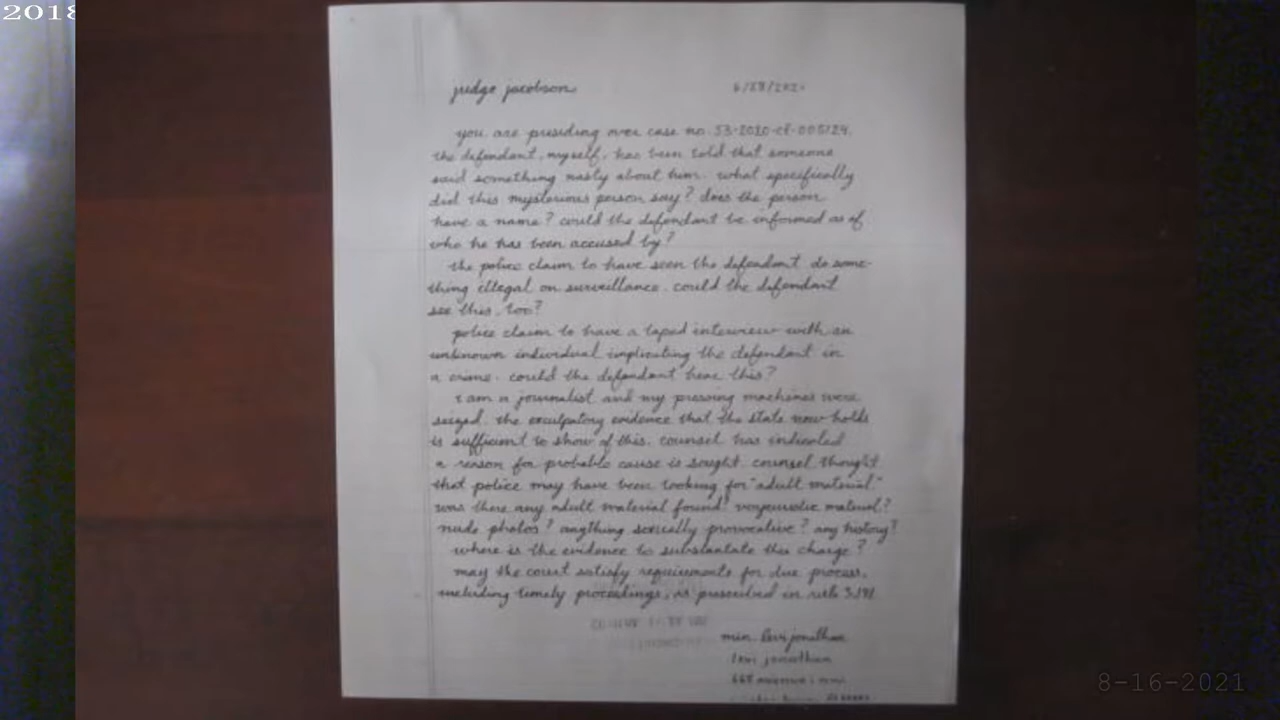 2018
judge jacobson
you are presiding over case no. 53-2020-cf-005724.
the defendant, myself, has been told that someone
said something nasty about him. what specifically
did this mysterious person say? does the person
have a name? could the defendant be informed as of
who he has been accused by?
the police claim to have seen the defendant do some-
thing illegal on surveillance. could the defendant
see this, too?
police claim to have a taped interview with an
unknown individual implicating the defendant in
a crime. could the defendant hear this?
i am a journalist and my pressing machines were
seized. the exculpatory evidence that the state now holds
is sufficient to show of this. counsel has indicated
a reason for probable cause is sought. counsel thought
that police may have been looking for "adult material."
was there any adult material found? voyeuristic material?
nude photos? anything sexually provocative? any history?
where is the evidence to substantate this charge?
may the court satisfy requirements for due process,
including timely proceedings, as prescribed in rule 3.191
min. levi jonathan
levi jonathan
8-16-2021